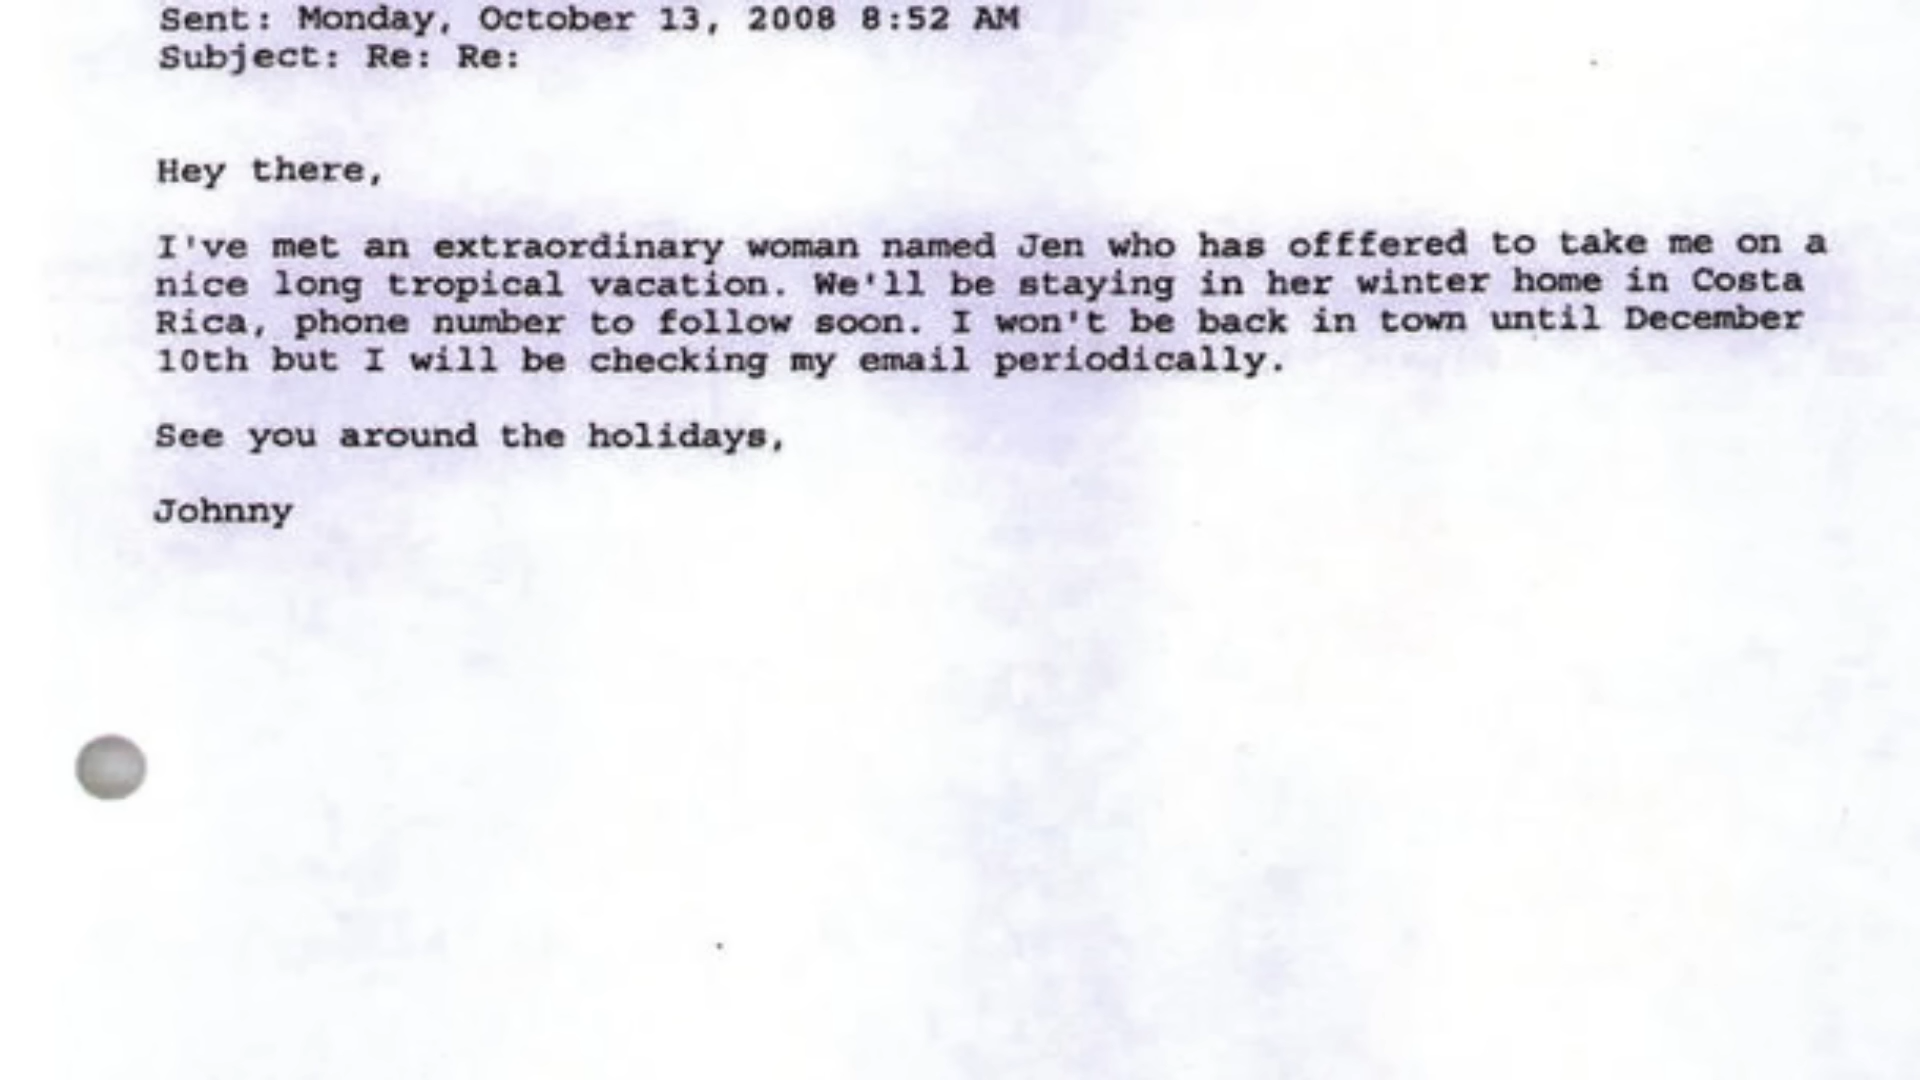 Sent: Monday, October 13, 2008 8:52 AM
Subject: Re: Re:
Hey there,
I've met an extraordinary woman named Jen who has offfered to take me on a
nice long tropical vacation. We'll be staying in her winter home in Costa
Rica, phone number to follow soon. I won't be back in town until December
10th but I will be checking my email periodically.
See you around the holidays,
Johnny